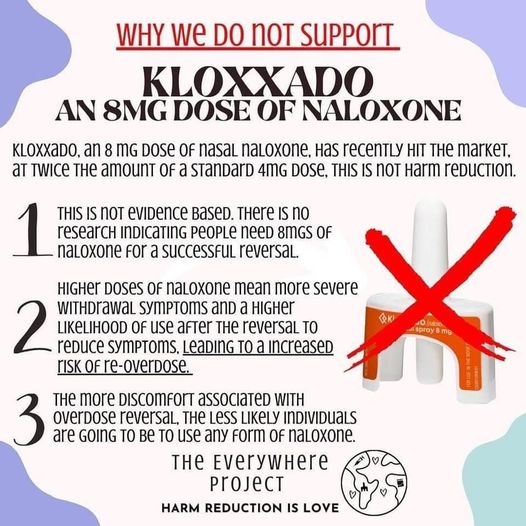 WHY WE DO NOT SUPPORT
KLOXXADO
AN 8MG DOSE OF NALOXONE
KLOXXADO, AN 8 MG DOSE OF NASAL NALOXONE, HAS RECENTLY HIT THE MARKET,
AT TWICE THE AMOUNT OF A STANDARD 4MG DOSE, THIS IS NOT HARM REDUCTION.
1
THIS IS NOT EVIDENCE BASED. THERE IS NO
RESEARCH INDICATING PEOPLE NEED 8MGS OF
NALOXONE FOR A SUCCESSFUL REVERSAL.
2
HIGHER DOSES OF NALOXONE MEAN MORE SEVERE
WITHDRAWAL SYMPTOMS AND A HIGHER
LIKELIHOOD OF USE AFTER THE REVERSAL TO
REDUCE SYMPTOMS, LEADING TO A INCREASED
RISK OF RE-OVERDOSE.
3
THE MORE DISCOMFORT ASSOCIATED WITH
OVERDOSE REVERSAL, THE LESS LIKELY INDIVIDUALS
ARE GOING TO BE TO USE ANY FORM OF NALOXONE.
spray 8 mg
THE EVERYWHERE
PROJECT
HARM REDUCTION IS LOVE